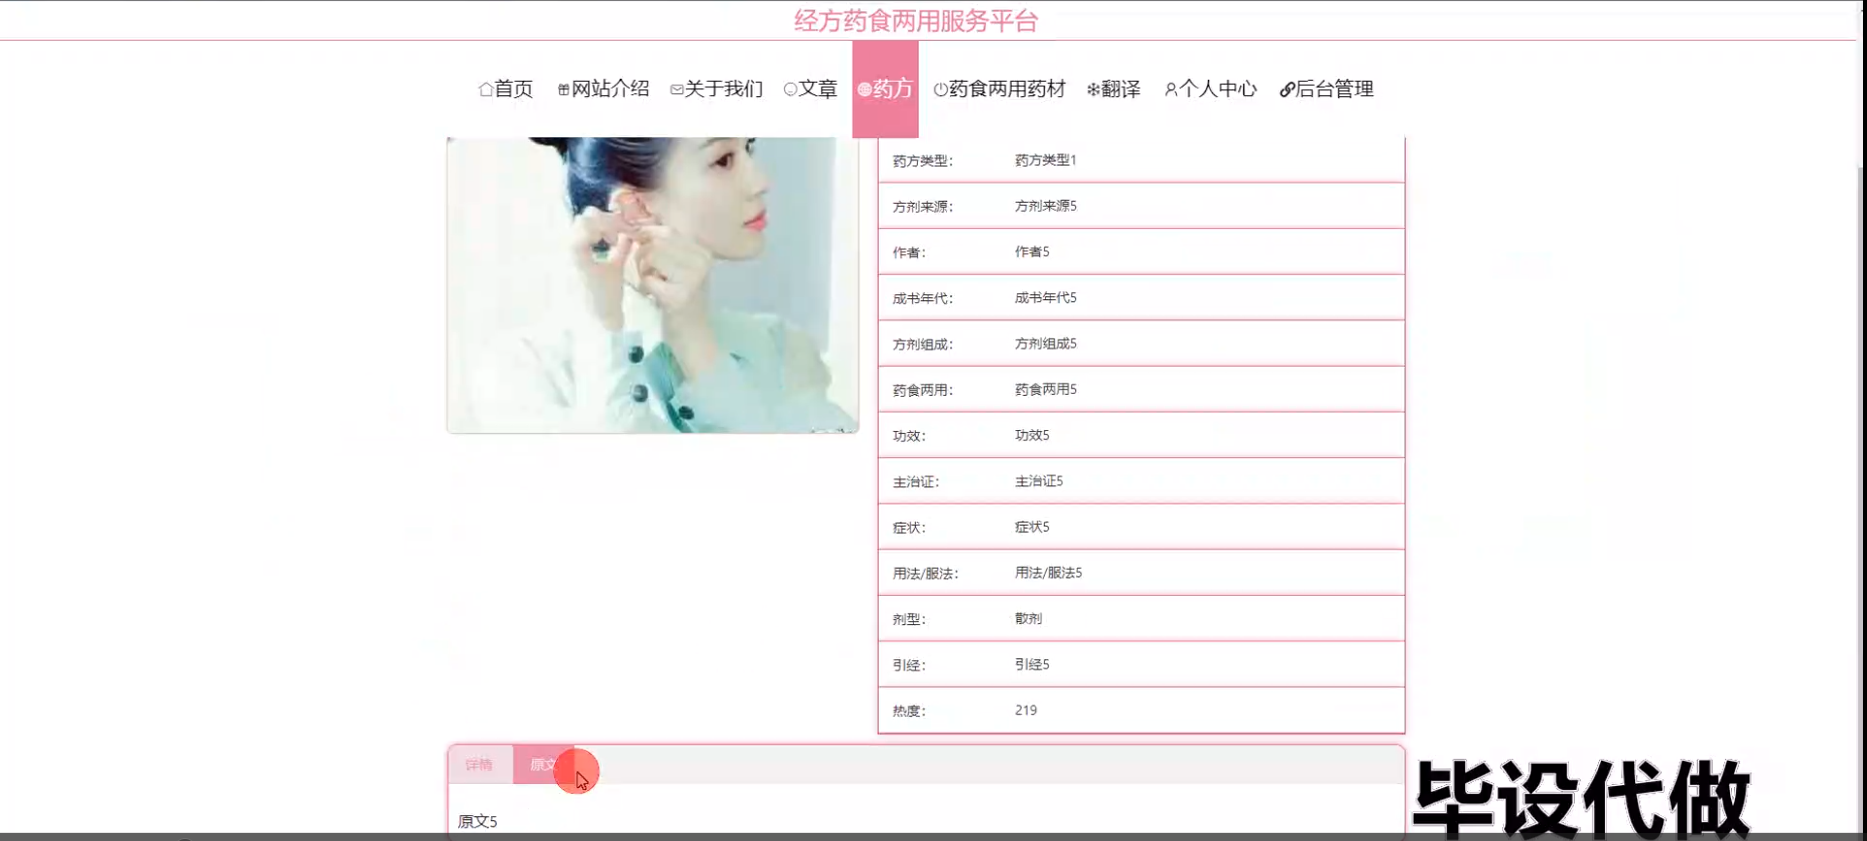 经方药食两用服务平台
首页 网站介绍 关于我们 文章 药方 药食两用药材 翻译 个人中心 后台管理
药方类型： 药方类型1
方剂来源： 方剂来源5
作者： 作者5
成书年代： 成书年代5
方剂组成： 方剂组成5
药食两用： 药食两用5
功效： 功效5
主治证： 主治证5
症状： 症状5
用法/服法： 用法/服法5
剂型： 散剂
引经： 引经5
热度： 219
详情 原文
原文5
毕设代做